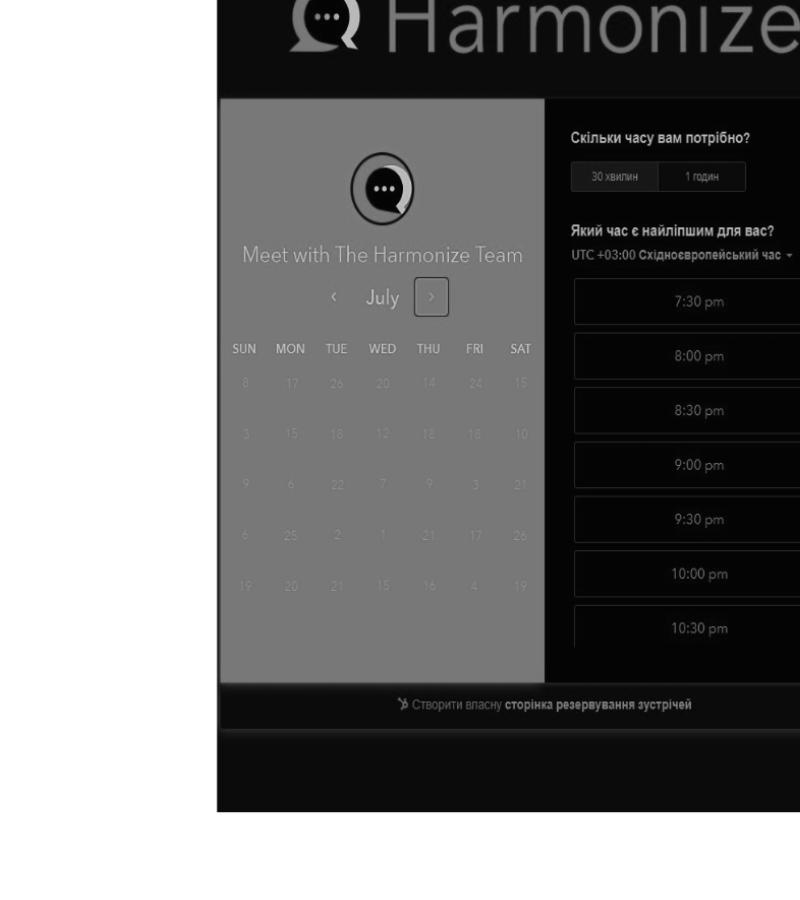 Harmonize
Meet with The Harmonize Team
July
SUN MON TUE WED THU FRI SAT
8 17 26 20 14 24 15
3 15 18 12 18 18 10
9 6 22 7 9 3 21
6 25 2 1 21 17 26
19 20 21 15 16 4 19
Скільки часу вам потрібно?
30 хвилин 1 годин
Який час є найліпшим для вас?
UTC +03:00 Східноєвропейський час
7:30 pm
8:00 pm
8:30 pm
9:00 pm
9:30 pm
10:00 pm
10:30 pm
Створити власну сторінка резервування зустрічей